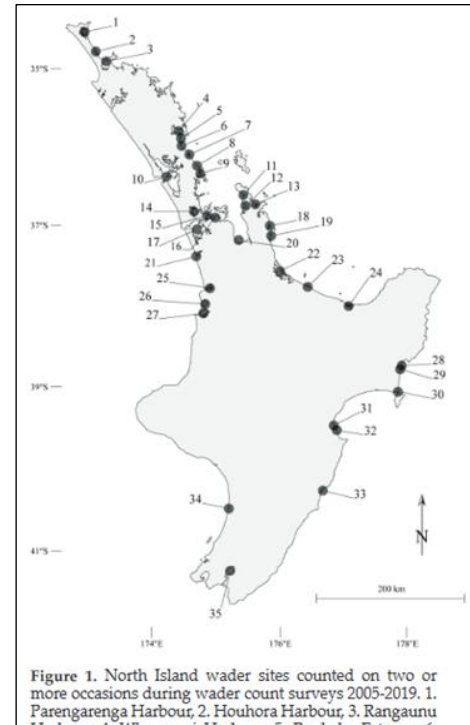 1
2
35°S
3
4
5
6
7
8
9
10
11
12
13
14
15
18
37°S
17
19
16
20
21
22
23
24
25
26
27
28
29
39°S
30
31
32
33
34
N
41°S
200 km
35
174°E
176°E
178°E
Figure 1. North Island wader sites counted on two or
more occasions during wader count surveys 2005-2019. 1.
Parengarenga Harbour, 2. Houhora Harbour, 3. Rangaunu